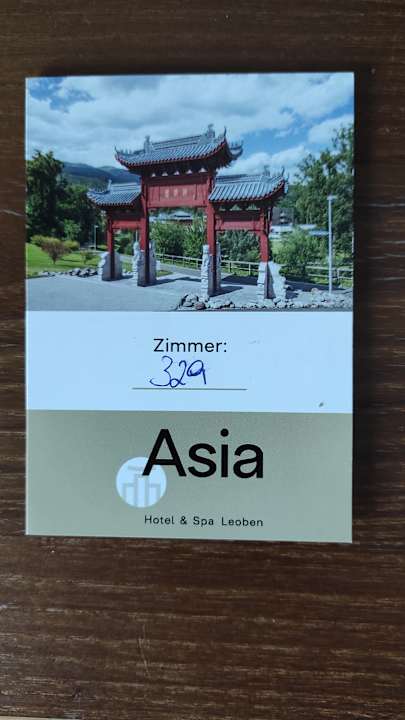 Zimmer:
329
Asia
Hotel & Spa Leoben